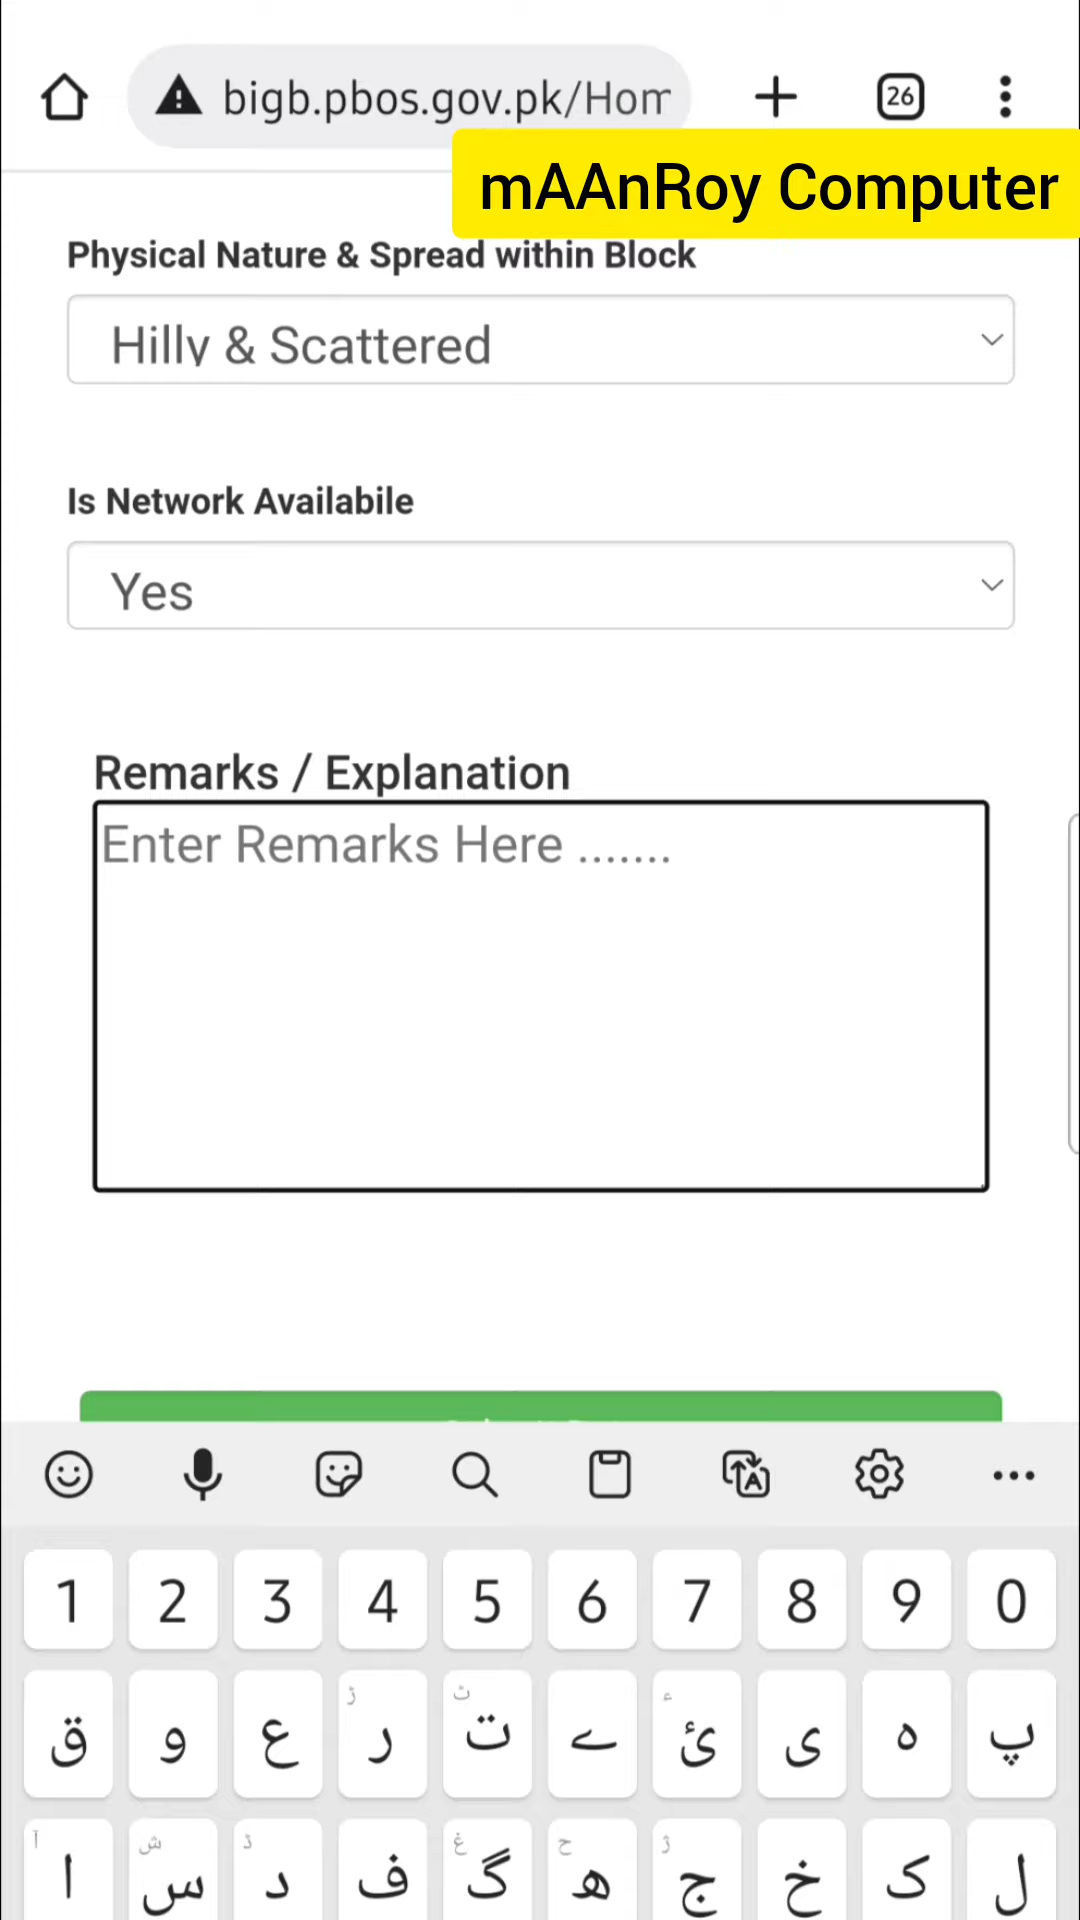 bigb.pbos.gov.pk/Hom
26
mAAnRoy Computer
Physical Nature & Spread within Block
Hilly & Scattered
Is Network Availabile
Yes
Remarks / Explanation
Enter Remarks Here .......
1 2 3 4 5 6 7 8 9 0
ق و ع ر ڑ ت ٹ ے ئ ء ی ہ پ
ا آ س ش د ڈ ف گ غ ھ ح ج ژ خ ک ل